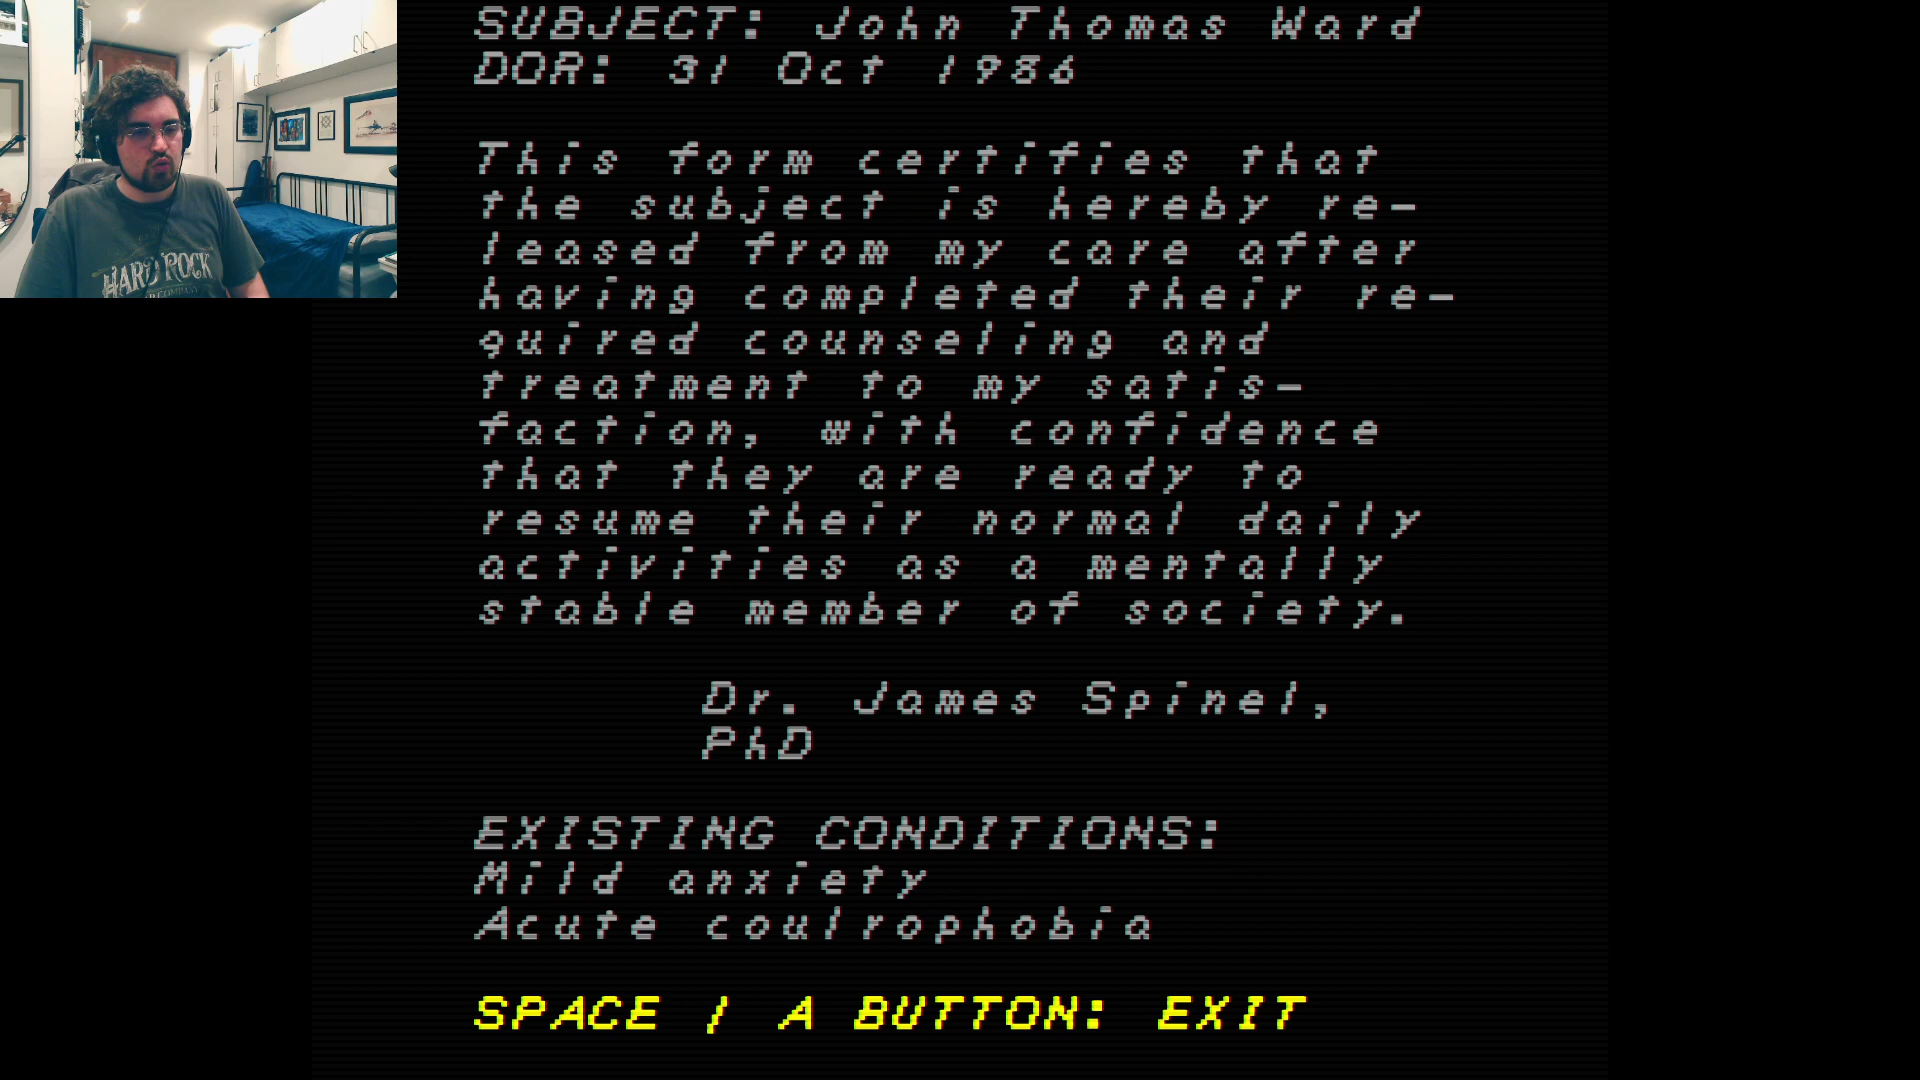 SUBJECT: John Thomas Ward
DOR: 31 Oct 1986
This form certifies that
the subject is hereby re-
leased from my care after
having completed their re-
quired counseling and
treatment to my satis-
faction, with confidence
that they are ready to
resume their normal daily
activities as a mentally
stable member of society.
Dr. James Spinel,
PhD
EXISTING CONDITIONS:
Mild anxiety
Acute coulrophobia
SPACE / A BUTTON: EXIT
HARD ROCK